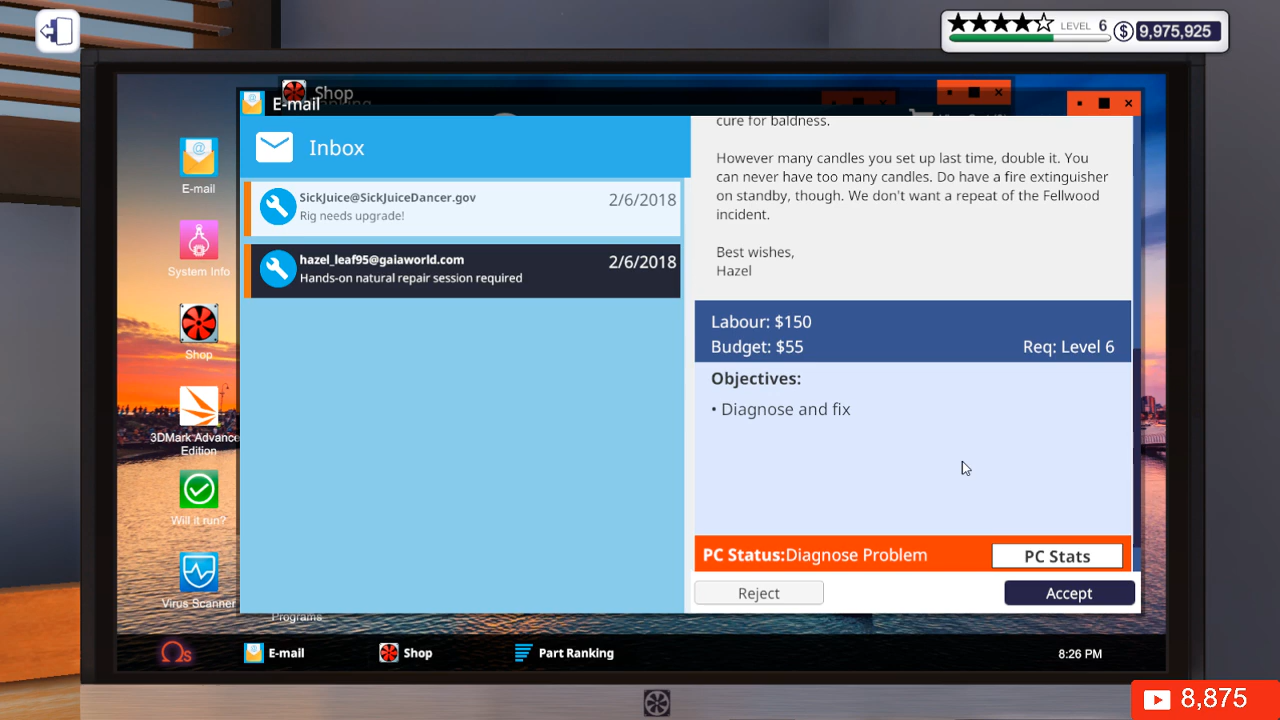 LEVEL 6
$ 9,975,925
Shop
E-mail
Inbox
SickJuice@SickJuiceDancer.gov
2/6/2018
Rig needs upgrade!
hazel_leaf95@gaiaworld.com
2/6/2018
Hands-on natural repair session required
cure for baldness.
However many candles you set up last time, double it. You
can never have too many candles. Do have a fire extinguisher
on standby, though. We don't want a repeat of the Fellwood
incident.
Best wishes,
Hazel
Labour: $150
Budget: $55
Req: Level 6
Objectives:
• Diagnose and fix
PC Status:Diagnose Problem
PC Stats
Reject
Accept
E-mail
System Info
Shop
3DMark Advance
Edition
Will it run?
Virus Scanner
Programs
E-mail
Shop
Part Ranking
8:26 PM
8,875